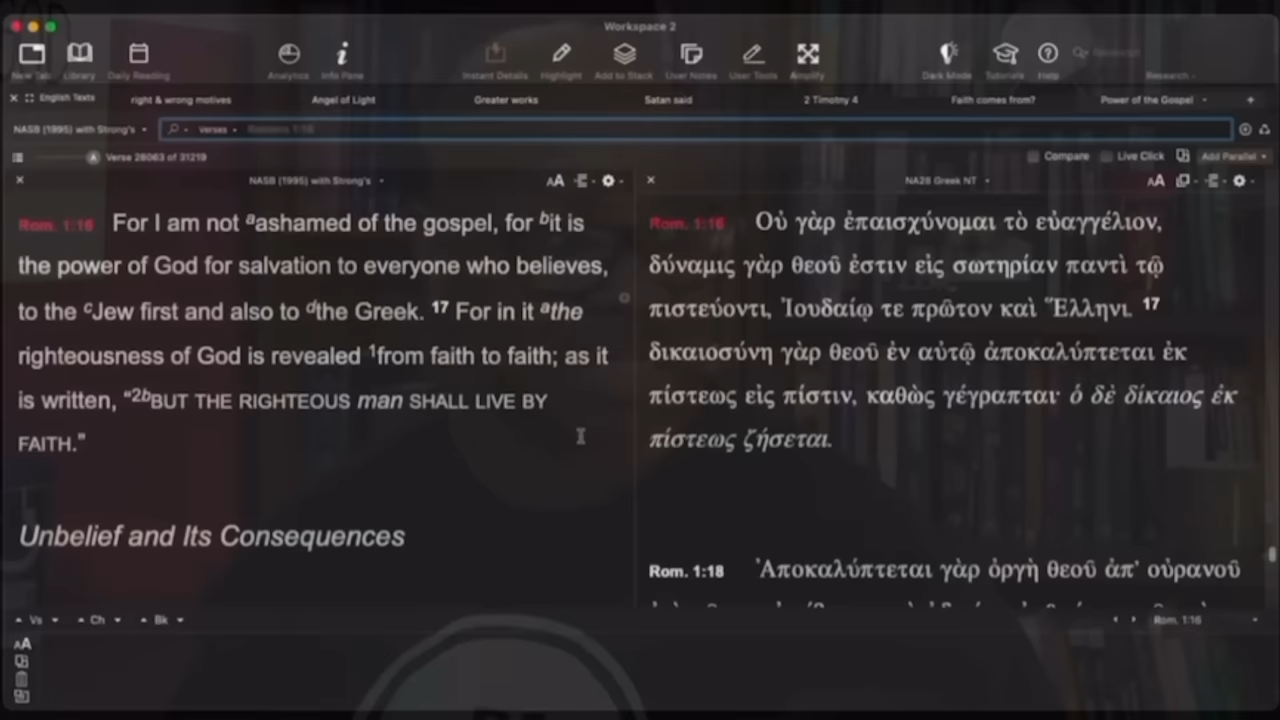 Workspace 2
New Tab Library Daily Reading Analytics Info Pane Instant Details Highlight Add to Stack User Notes User Tools Amplify Dark Mode Tutorials Help Research
English Texts right & wrong motives Angel of Light Greater works Satan said 2 Timotny 4 Faith comes from? Power of the Gospel
NASB (1995) with Strong's Verses Romans 1:16
Verse 28063 of 31219 Compare Live Click Add Parallel
NASB (1995) with Strong's
Rom. 1:16 For I am not ᵃashamed of the gospel, for ᵇit is
the power of God for salvation to everyone who believes,
to the ᶜJew first and also to ᵈthe Greek. 17 For in it ᵃthe
righteousness of God is revealed ¹from faith to faith; as it
is written, “²ᵇBUT THE RIGHTEOUS man SHALL LIVE BY
FAITH.”
Unbelief and Its Consequences
NA28 Greek NT
Rom. 1:16 Οὐ γὰρ ἐπαισχύνομαι τὸ εὐαγγέλιον,
δύναμις γὰρ θεοῦ ἐστιν εἰς σωτηρίαν παντὶ τῷ
πιστεύοντι, Ἰουδαίῳ τε πρῶτον καὶ Ἕλληνι. 17
δικαιοσύνη γὰρ θεοῦ ἐν αὐτῷ ἀποκαλύπτεται ἐκ
πίστεως εἰς πίστιν, καθὼς γέγραπται· ὁ δὲ δίκαιος ἐκ
πίστεως ζήσεται.
Rom. 1:18 Ἀποκαλύπτεται γὰρ ὀργὴ θεοῦ ἀπ᾽ οὐρανοῦ
Vs Ch Bk Rom. 1:16